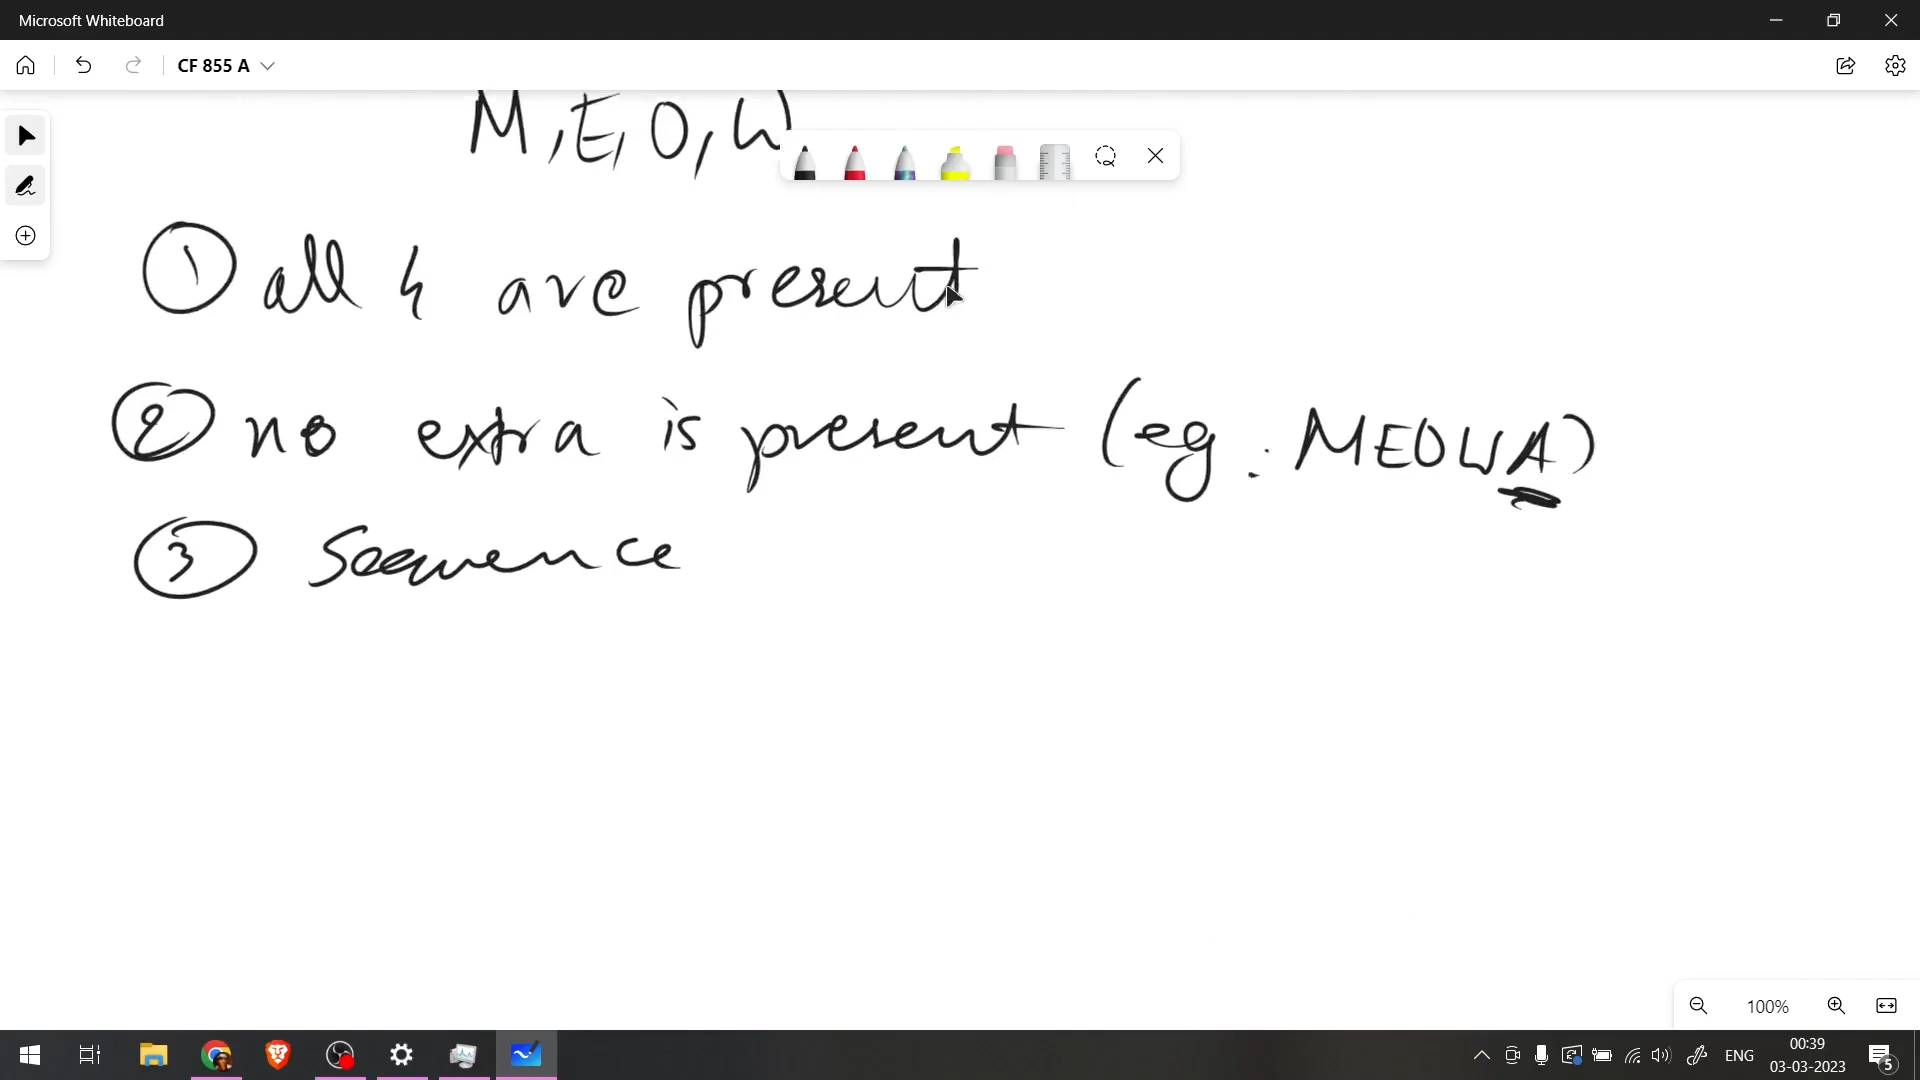 Microsoft Whiteboard
CF 855 A
M, E, O, W
① all 4 are present
② no extra is present (eg: MEOWA)
③ Sequence
100%
ENG
00:39
03-03-2023
5